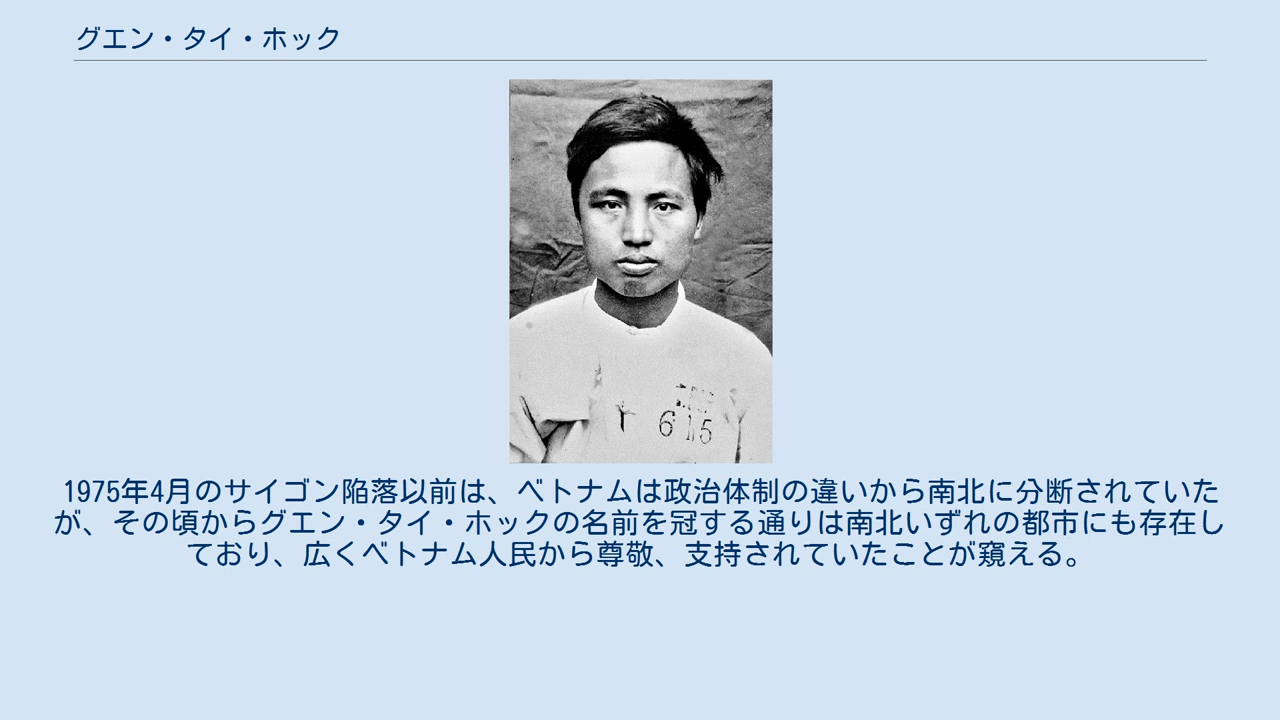 グエン・タイ・ホック
615
1975年4月のサイゴン陥落以前は、ベトナムは政治体制の違いから南北に分断されていた
が、その頃からグエン・タイ・ホックの名前を冠する通りは南北いずれの都市にも存在し
ており、広くベトナム人民から尊敬、支持されていたことが窺える。